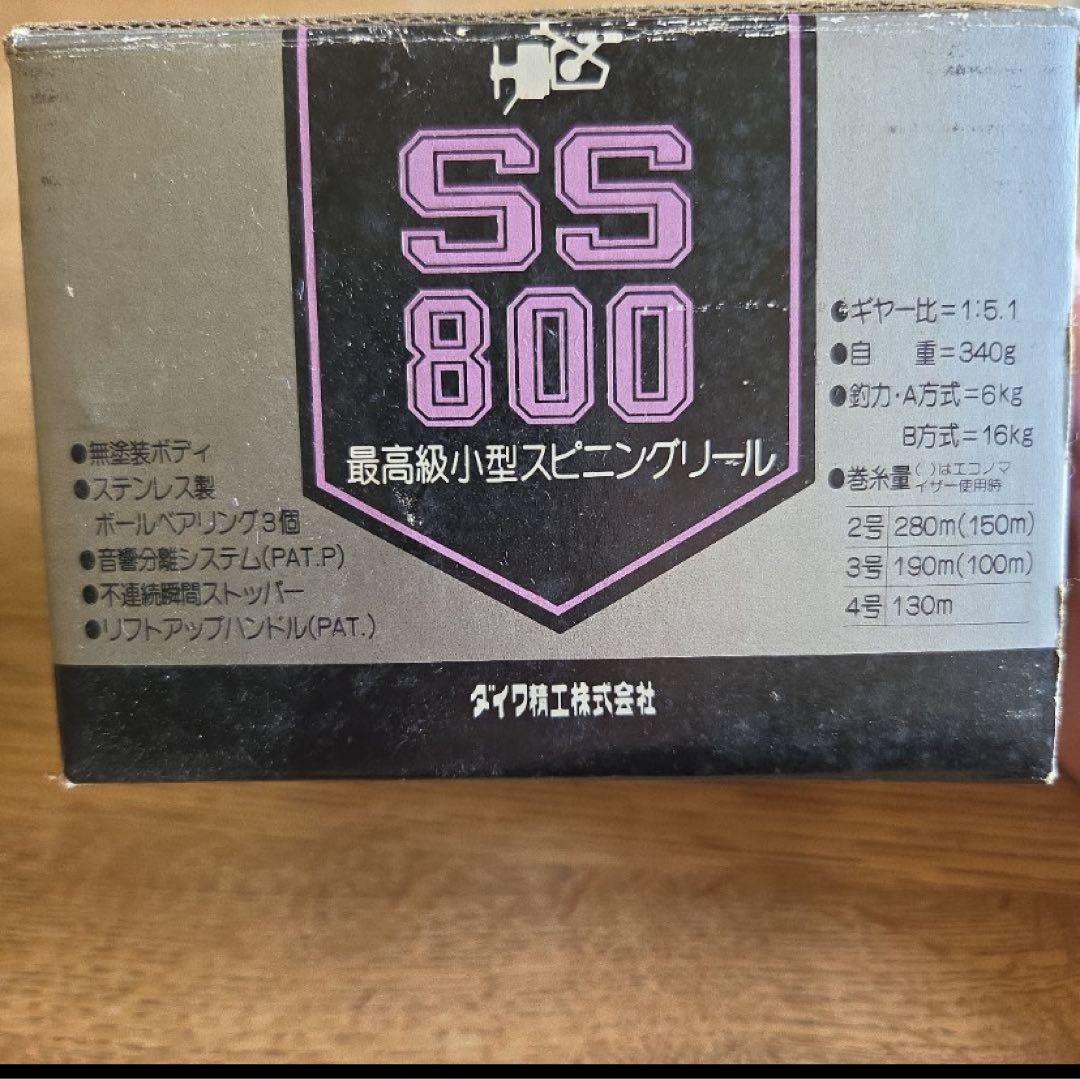 SS
800
最高級小型スピニングリール
●無塗装ボディ
●ステンレス製
ボールベアリング3個
●音響分離システム(PAT.P)
●不連続瞬間ストッパー
●リフトアップハンドル(PAT.)
●ギヤー比=1:5.1
●自 重=340g
●釣力・A方式=6kg
B方式=16kg
●巻糸量( )はエコノマ
イザー使用時
2号 280m(150m)
3号 190m(100m)
4号 130m
ダイワ精工株式会社